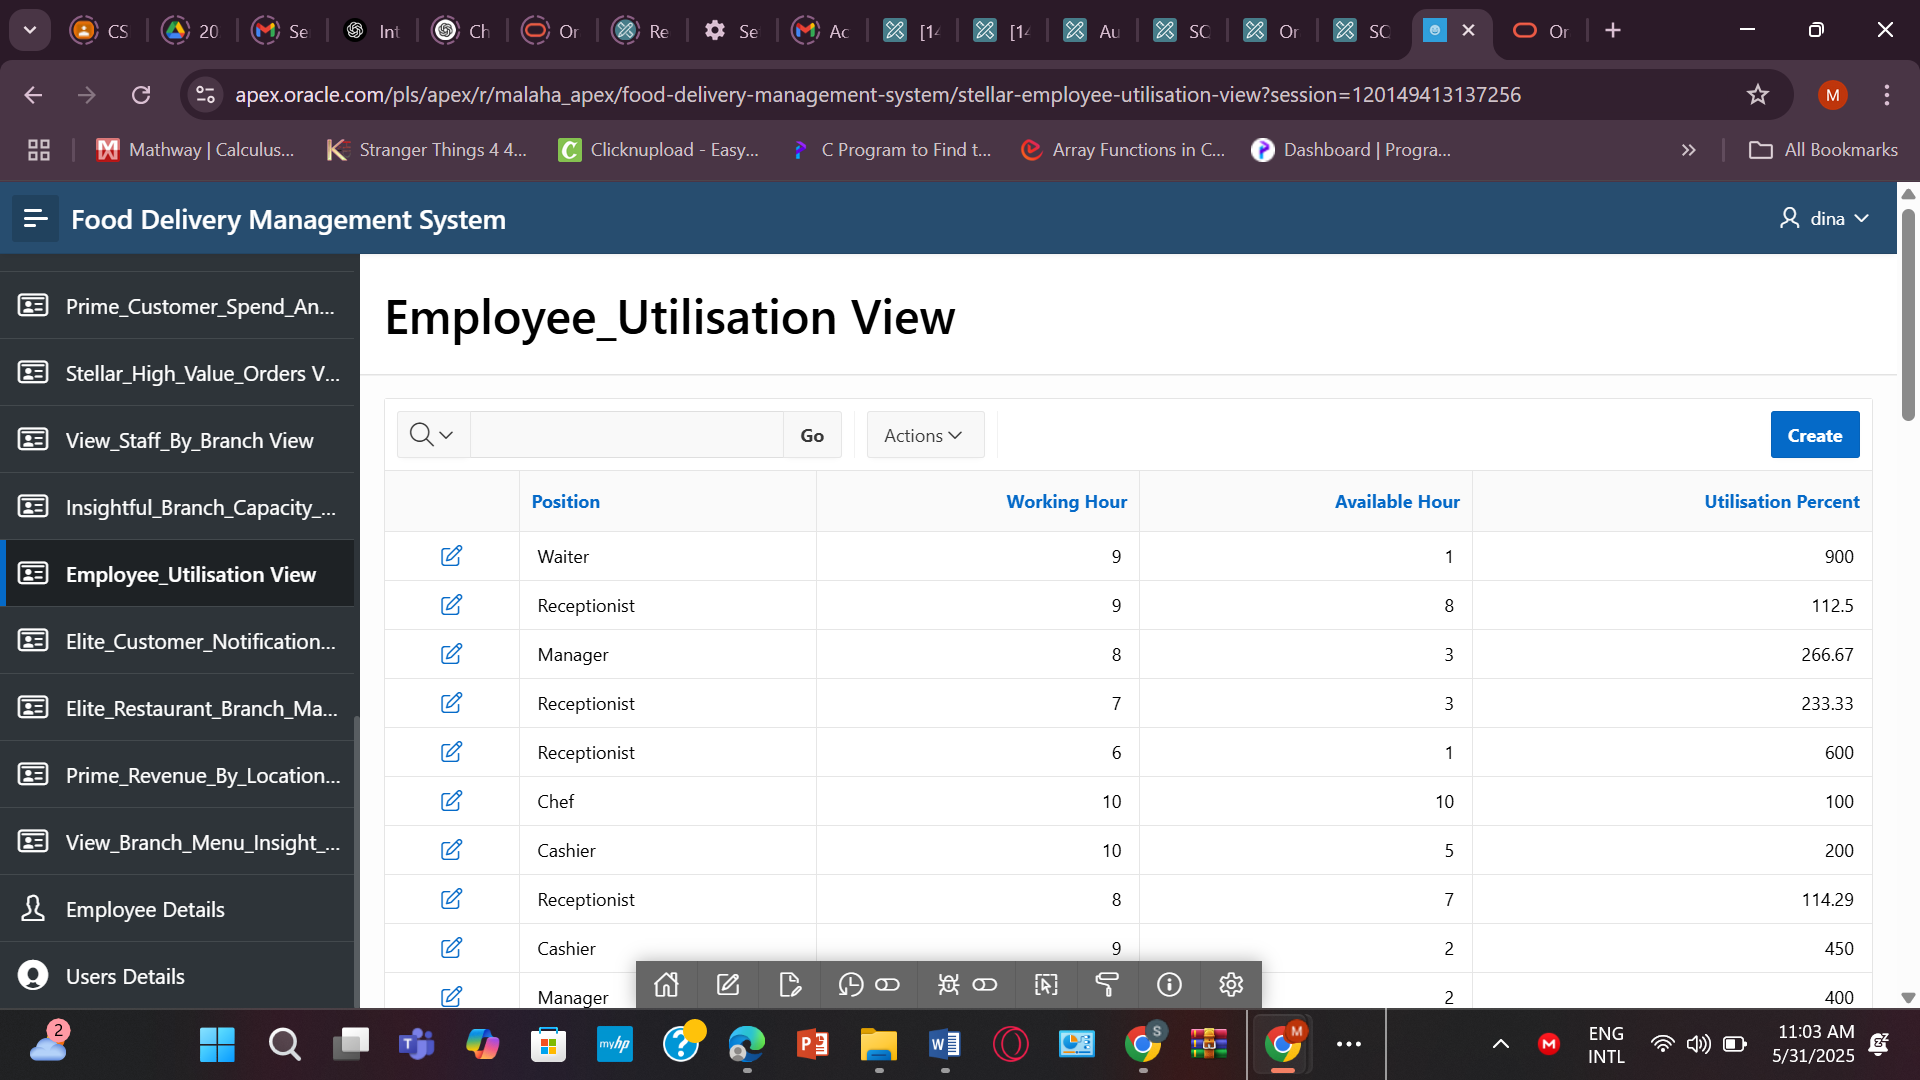 CS
20
Se
Int
Ch
Or
Re
Se
Ac
[14
[14
Au
SQ
Or
SC
Or
apex.oracle.com/pls/apex/r/malaha_apex/food-delivery-management-system/stellar-employee-utilisation-view?session=120149413137256
M
Mathway | Calculus...
Stranger Things 4 4...
Clicknupload - Easy...
C Program to Find t...
Array Functions in C...
Dashboard | Progra...
All Bookmarks
Food Delivery Management System
dina
Prime_Customer_Spend_An...
Stellar_High_Value_Orders V...
View_Staff_By_Branch View
Insightful_Branch_Capacity_...
Employee_Utilisation View
Elite_Customer_Notification...
Elite_Restaurant_Branch_Ma...
Prime_Revenue_By_Location...
View_Branch_Menu_Insight_...
Employee Details
Users Details
Employee_Utilisation View
Go
Actions
Create
Position Working Hour Available Hour Utilisation Percent
Waiter 9 1 900
Receptionist 9 8 112.5
Manager 8 3 266.67
Receptionist 7 3 233.33
Receptionist 6 1 600
Chef 10 10 100
Cashier 10 5 200
Receptionist 8 7 114.29
Cashier 9 2 450
Manager 2 400
2
myhp
S
M
M
ENG
INTL
11:03 AM
5/31/2025